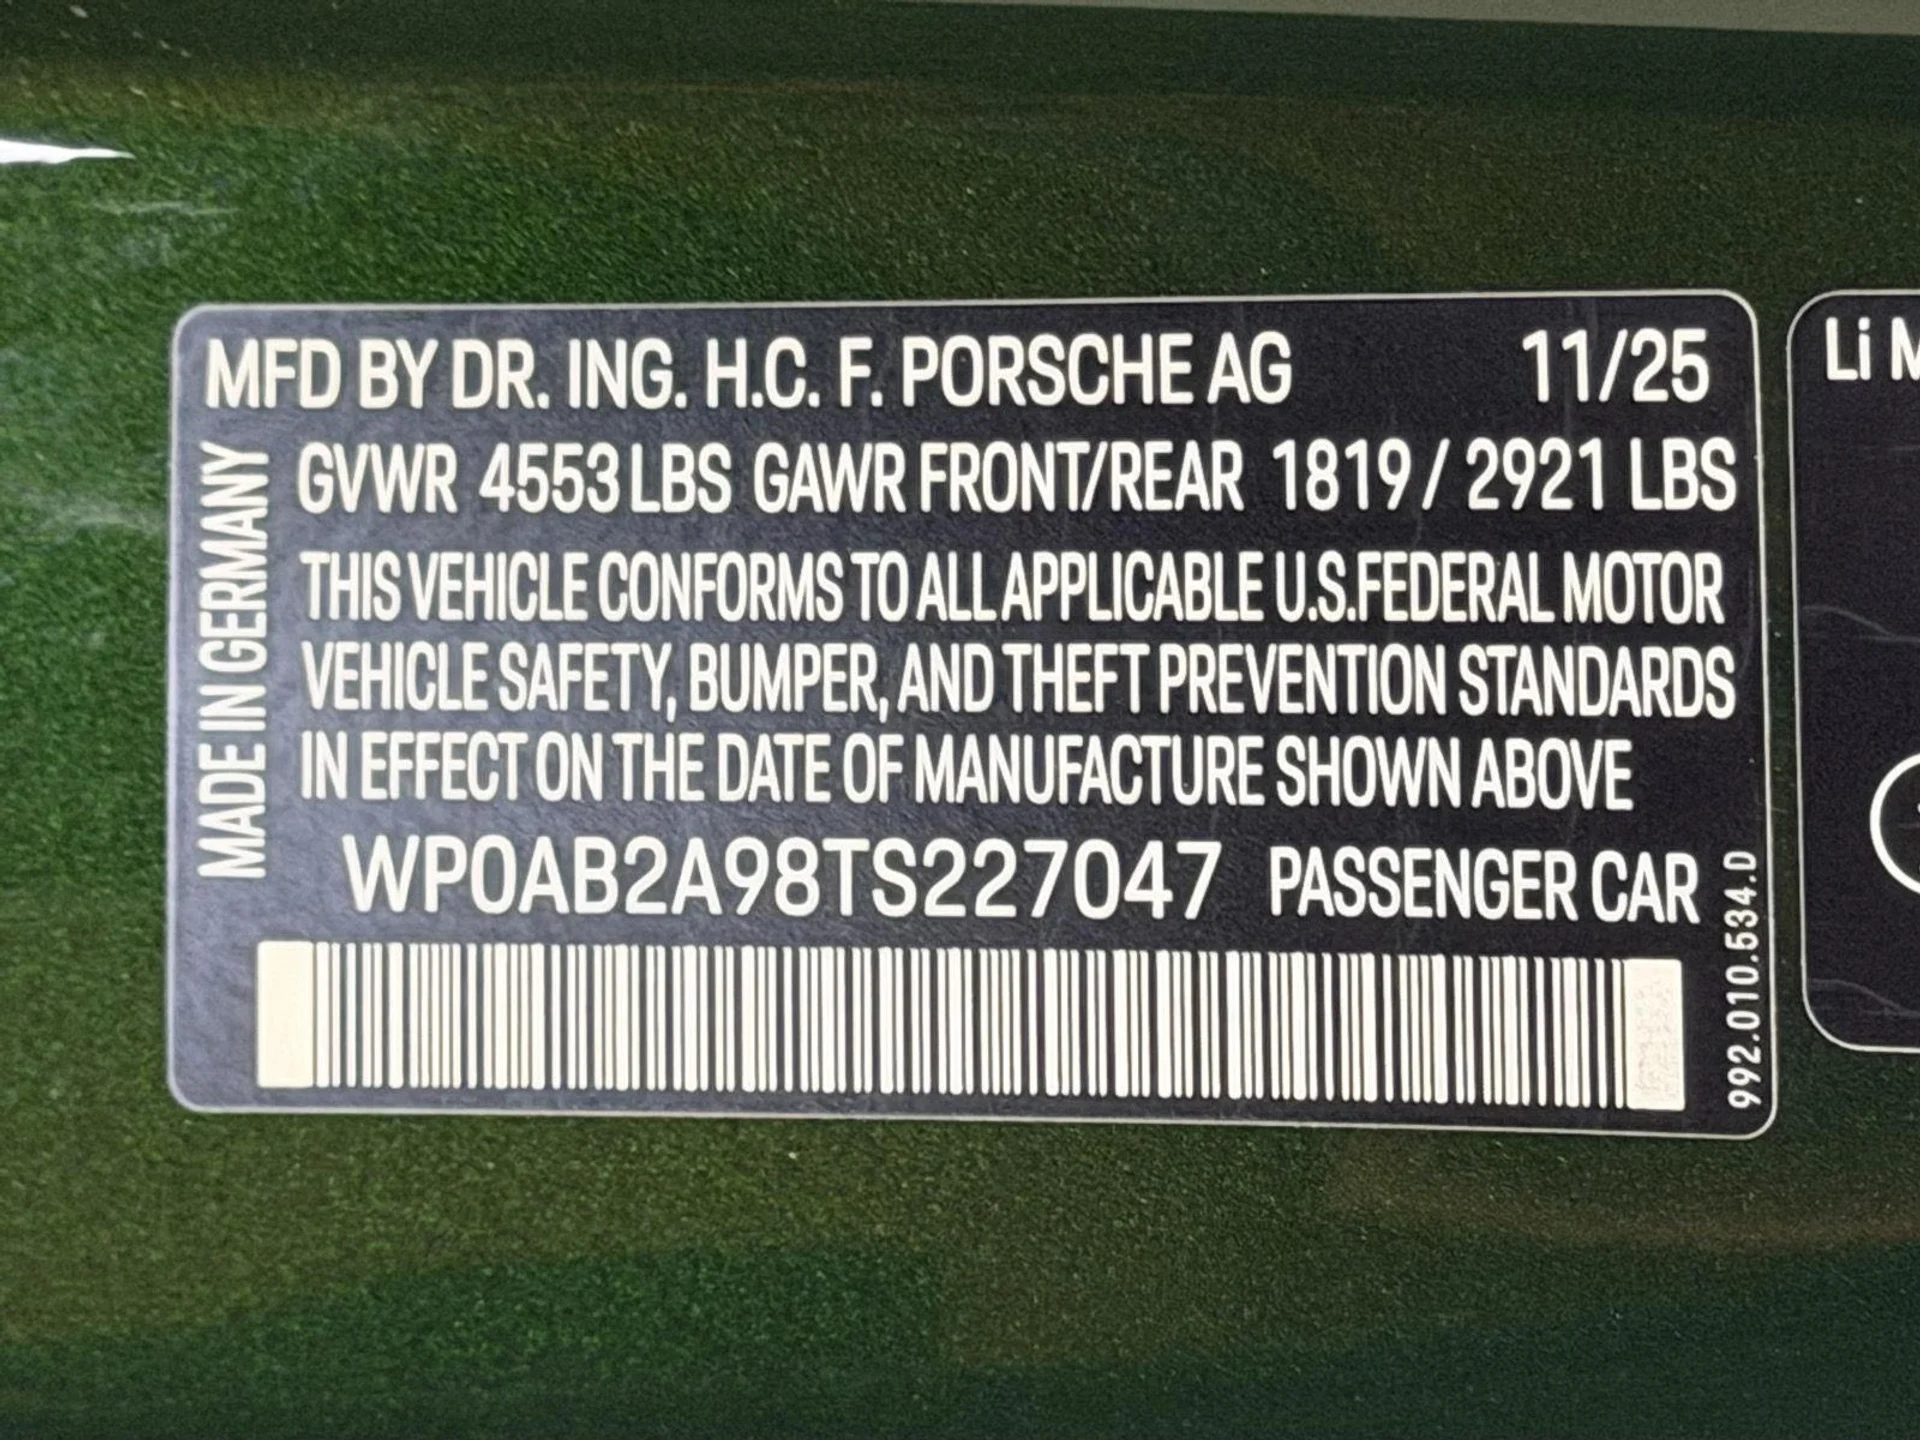 MFD BY DR. ING. H.C. F. PORSCHE AG 11/25
MADE IN GERMANY
GVWR 4553 LBS GAWR FRONT/REAR 1819 / 2921 LBS
THIS VEHICLE CONFORMS TO ALL APPLICABLE U.S.FEDERAL MOTOR
VEHICLE SAFETY, BUMPER, AND THEFT PREVENTION STANDARDS
IN EFFECT ON THE DATE OF MANUFACTURE SHOWN ABOVE
WP0AB2A98TS227047 PASSENGER CAR
992.010.534.D
Li